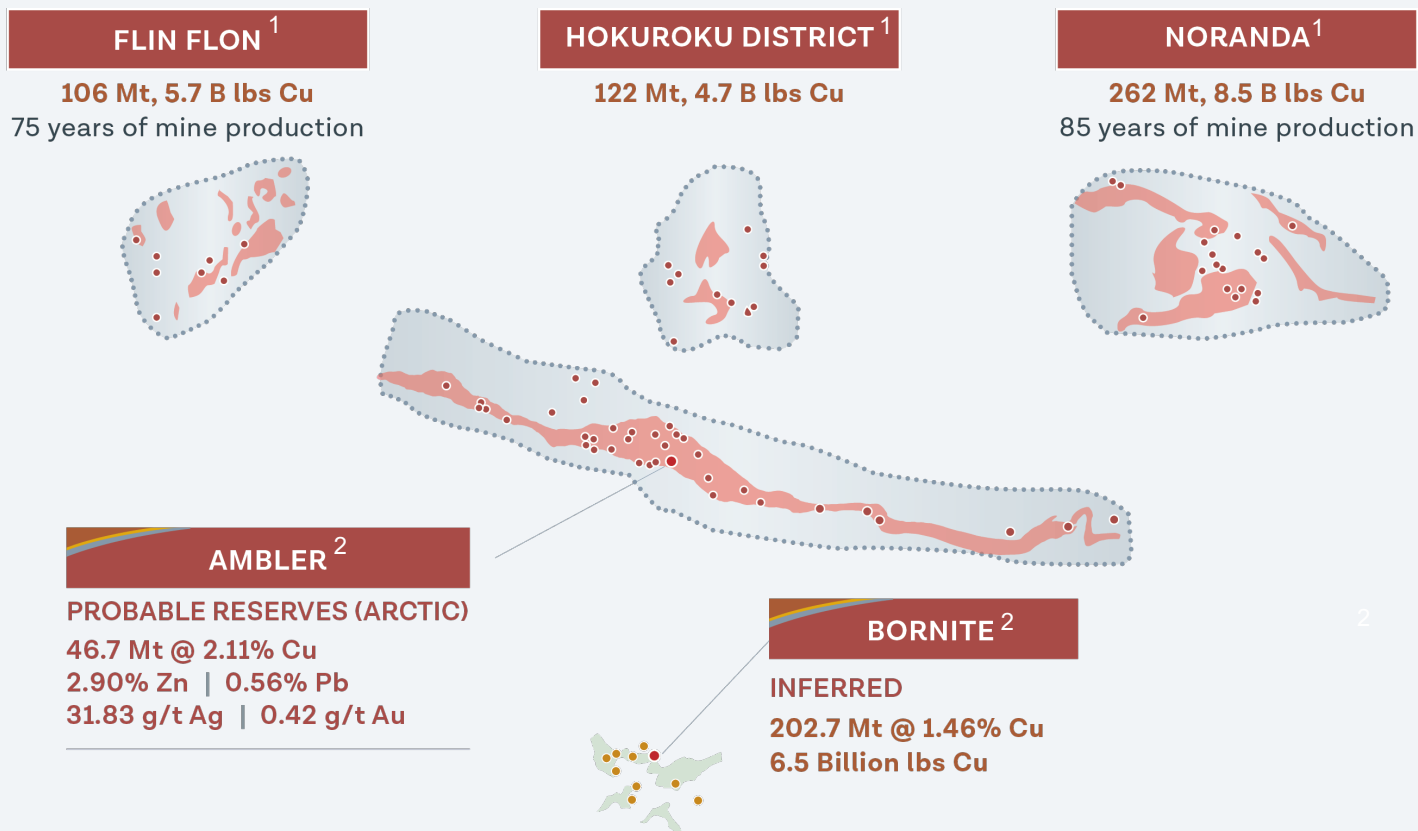 FLIN FLON 1
106 Mt, 5.7 B lbs Cu
75 years of mine production
HOKUROKU DISTRICT 1
122 Mt, 4.7 B lbs Cu
NORANDA 1
262 Mt, 8.5 B lbs Cu
85 years of mine production
AMBLER 2
PROBABLE RESERVES (ARCTIC)
46.7 Mt @ 2.11% Cu
2.90% Zn | 0.56% Pb
31.83 g/t Ag | 0.42 g/t Au
BORNITE 2
INFERRED
202.7 Mt @ 1.46% Cu
6.5 Billion lbs Cu
2